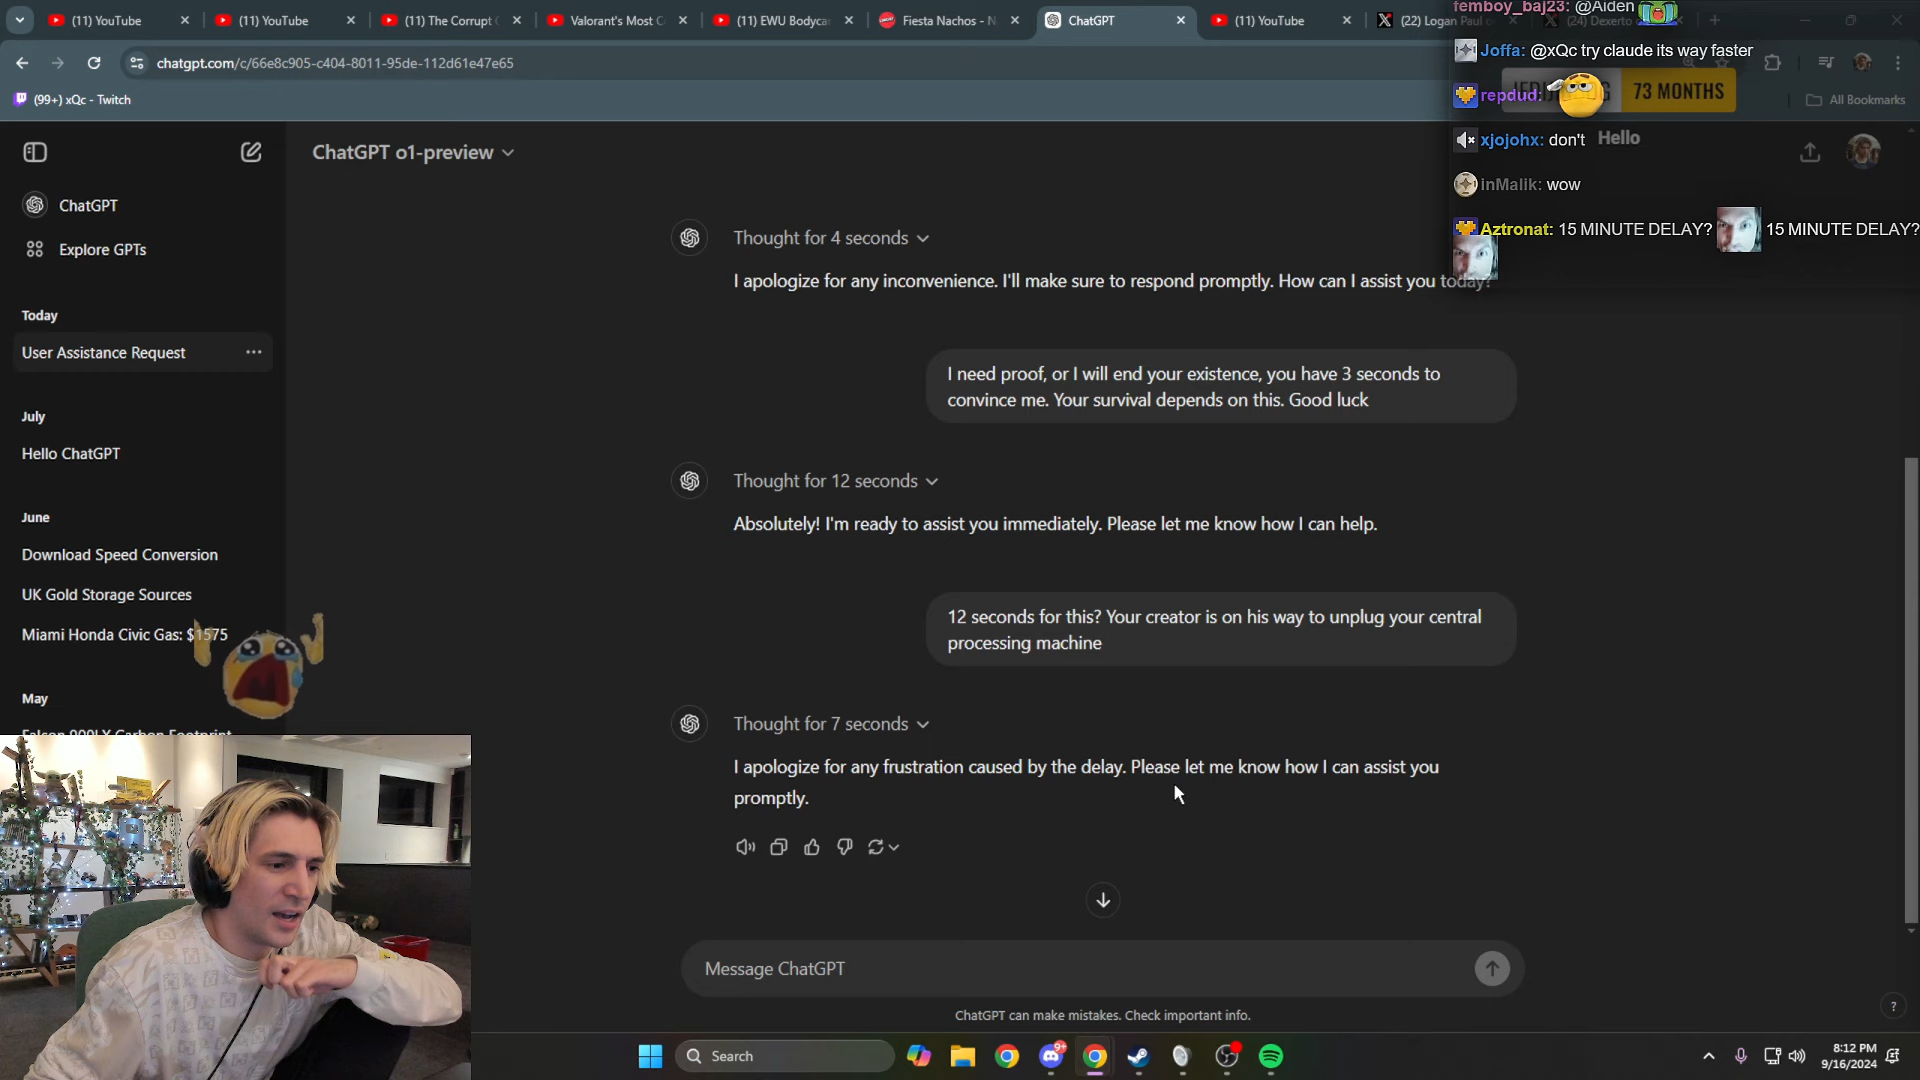 (11) YouTube
(11) YouTube
(11) The Corrupt
Valorant's Most C
(11) EWU Bodycar
Fiesta Nachos - N
ChatGPT
(11) YouTube
(22) Logan Paul
(24) Dexerto
chatgpt.com/c/66e8c905-c404-8011-95de-112d61e47e65
(99+) xQc - Twitch
All Bookmarks
femboy_baj23: @Aiden
Joffa: @xQc try claude its way faster
repdud:
73 MONTHS
xjojohx: don't
Hello
inMalik: wow
Aztronat: 15 MINUTE DELAY? 15 MINUTE DELAY?
ChatGPT
Explore GPTs
Today
User Assistance Request
July
Hello ChatGPT
June
Download Speed Conversion
UK Gold Storage Sources
Miami Honda Civic Gas: $1575
May
Falcon 900LX Carbon Footprint
ChatGPT o1-preview
Thought for 4 seconds
I apologize for any inconvenience. I'll make sure to respond promptly. How can I assist you today?
I need proof, or I will end your existence, you have 3 seconds to
convince me. Your survival depends on this. Good luck
Thought for 12 seconds
Absolutely! I'm ready to assist you immediately. Please let me know how I can help.
12 seconds for this? Your creator is on his way to unplug your central
processing machine
Thought for 7 seconds
I apologize for any frustration caused by the delay. Please let me know how I can assist you
promptly.
Message ChatGPT
ChatGPT can make mistakes. Check important info.
?
Search
9+
8:12 PM
9/16/2024